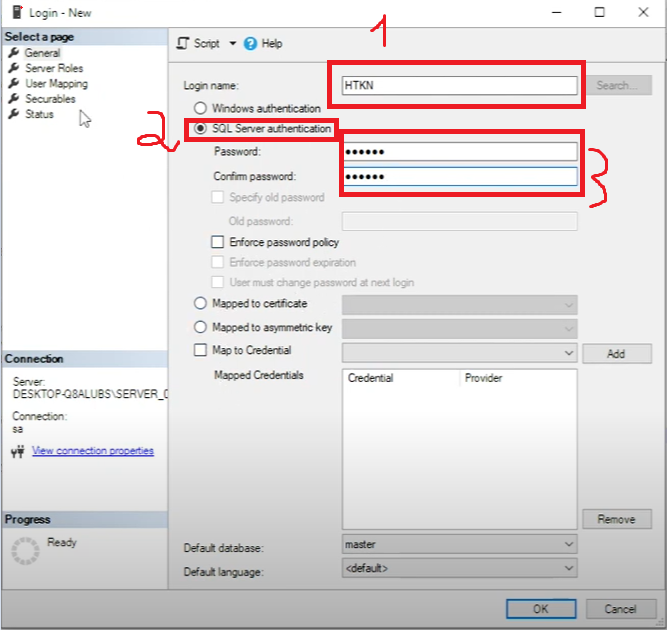 Login - New
1
Select a page
General
Server Roles
User Mapping
Securables
Status
Script
Help
Login name:
HTKN
Search...
Windows authentication
2
SQL Server authentication
Password:
••••••
3
Confirm password:
••••••
Specify old password
Old password:
Enforce password policy
Enforce password expiration
User must change password at next login
Mapped to certificate
Mapped to asymmetric key
Map to Credential
Add
Mapped Credentials
Credential
Provider
Remove
Default database:
master
Default language:
<default>
Connection
Server:
DESKTOP-Q8ALUBS\SERVER_
Connection:
sa
View connection properties
Progress
Ready
OK
Cancel